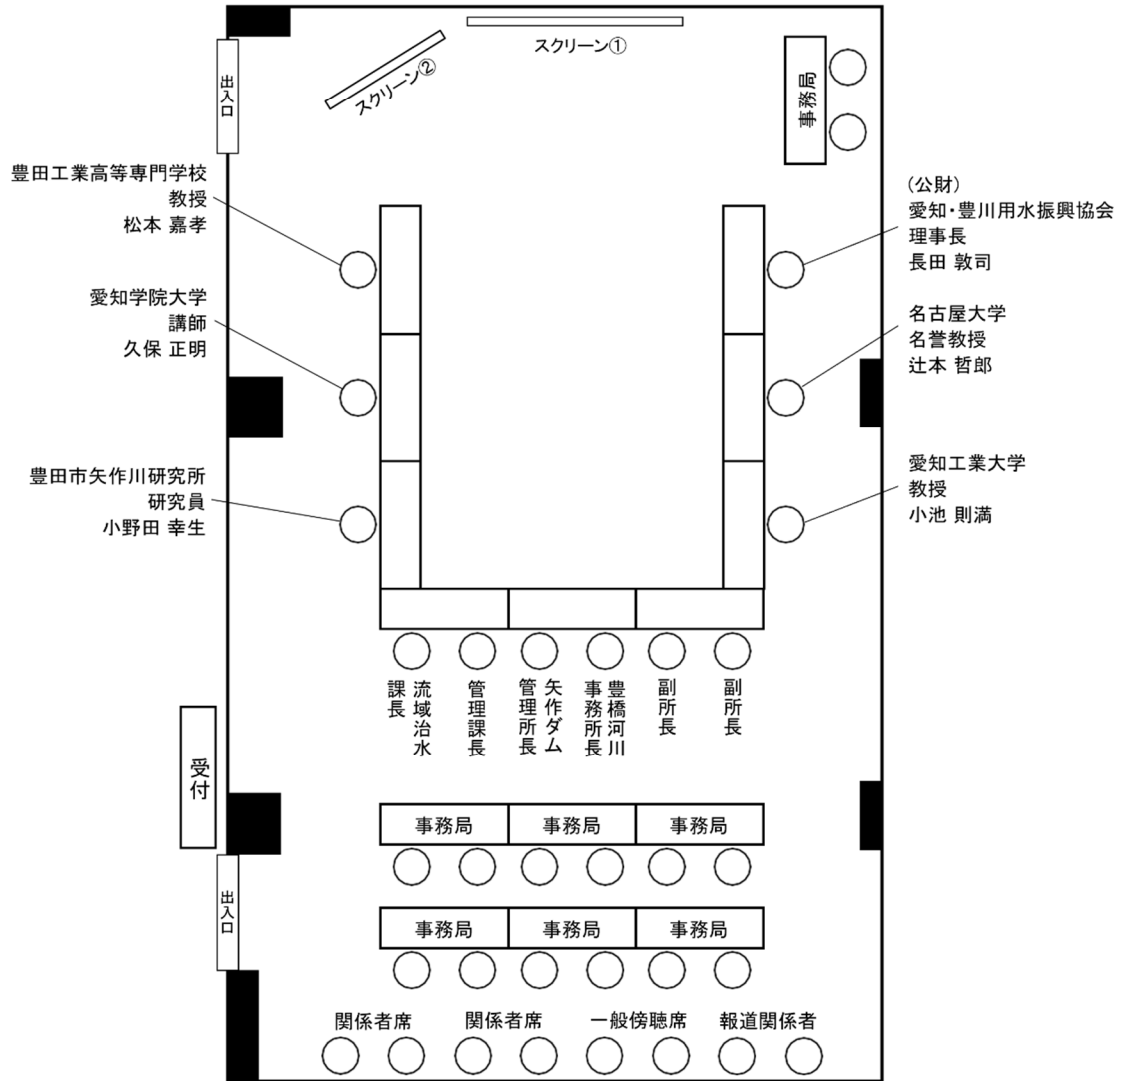 スクリーン①
スクリーン②
出入口
事務局
豊田工業高等専門学校
教授
松本 嘉孝
愛知学院大学
講師
久保 正明
豊田市矢作川研究所
研究員
小野田 幸生
(公財)
愛知・豊川用水振興協会
理事長
長田 敦司
名古屋大学
名誉教授
辻本 哲郎
愛知工業大学
教授
小池 則満
流域治水
課長
管理課長
矢作ダム
管理所長
豊橋河川
事務所長
副所長
副所長
受付
事務局 事務局 事務局
出入口
事務局 事務局 事務局
関係者席 関係者席 一般傍聴席 報道関係者